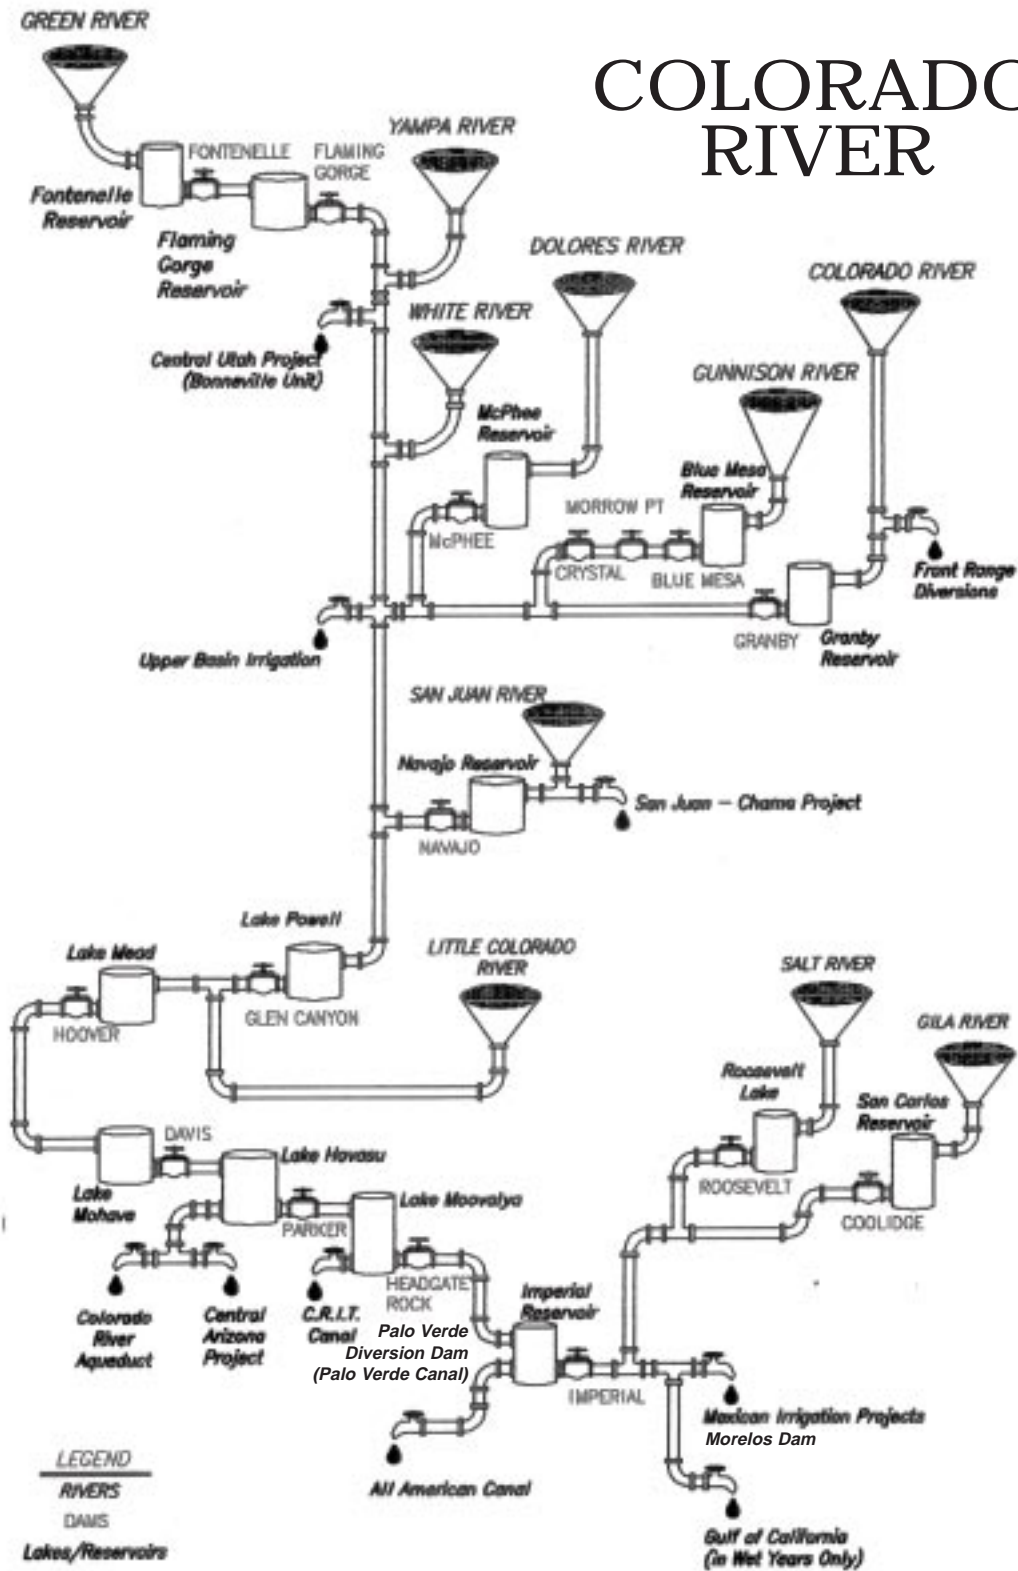 GREEN RIVER
COLORADO
RIVER
YAMPA RIVER
FONTENELLE
FLAMING
GORGE
Fontenelle
Reservoir
Flaming
Gorge
Reservoir
DOLORES RIVER
COLORADO RIVER
WHITE RIVER
Central Utah Project
(Bonneville Unit)
GUNNISON RIVER
McPhee
Reservoir
Blue Mesa
Reservoir
MORROW PT
McPHEE
CRYSTAL
BLUE MESA
Front Range
Diversions
GRANBY
Granby
Reservoir
Upper Basin Irrigation
SAN JUAN RIVER
Navajo Reservoir
San Juan - Chama Project
NAVAJO
Lake Powell
Lake Mead
LITTLE COLORADO
RIVER
SALT RIVER
HOOVER
GLEN CANYON
GILA RIVER
Roosevelt
Lake
San Carlos
Reservoir
DAVIS
Lake Havasu
Lake
Mohave
ROOSEVELT
Lake Moovalya
PARKER
COOLIDGE
HEADGATE
ROCK
Imperial
Reservoir
Colorado
River
Aqueduct
Central
Arizona
Project
C.R.I.T.
Canal
Palo Verde
Diversion Dam
(Palo Verde Canal)
IMPERIAL
Mexican Irrigation Projects
Morelos Dam
All American Canal
Gulf of California
(in Wet Years Only)
LEGEND
RIVERS
DAMS
Lakes/Reservoirs